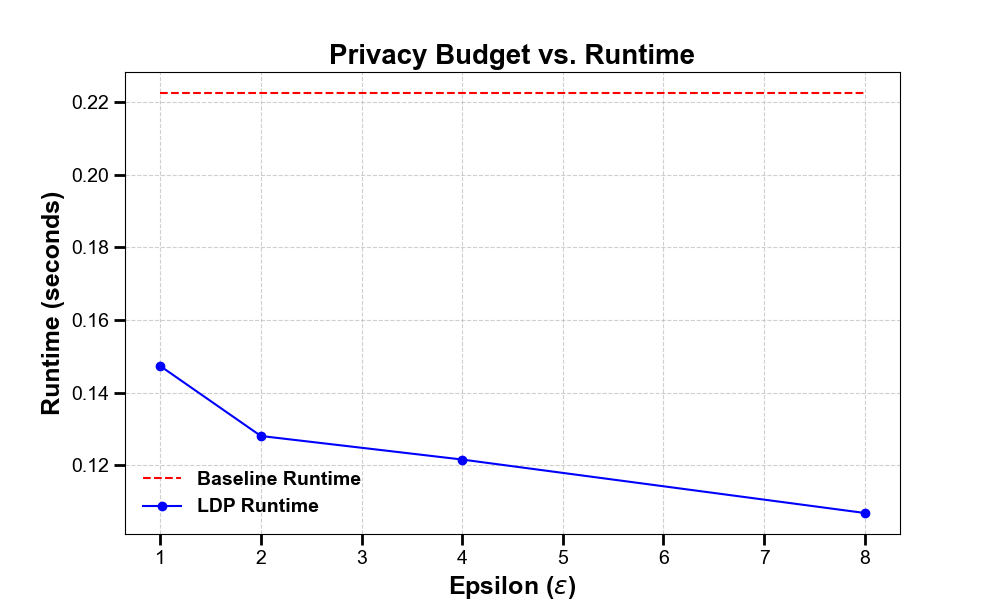 Privacy Budget vs. Runtime
Runtime (seconds)
0.22
0.20
0.18
0.16
0.14
0.12
Baseline Runtime
LDP Runtime
1 2 3 4 5 6 7 8
Epsilon (ε)